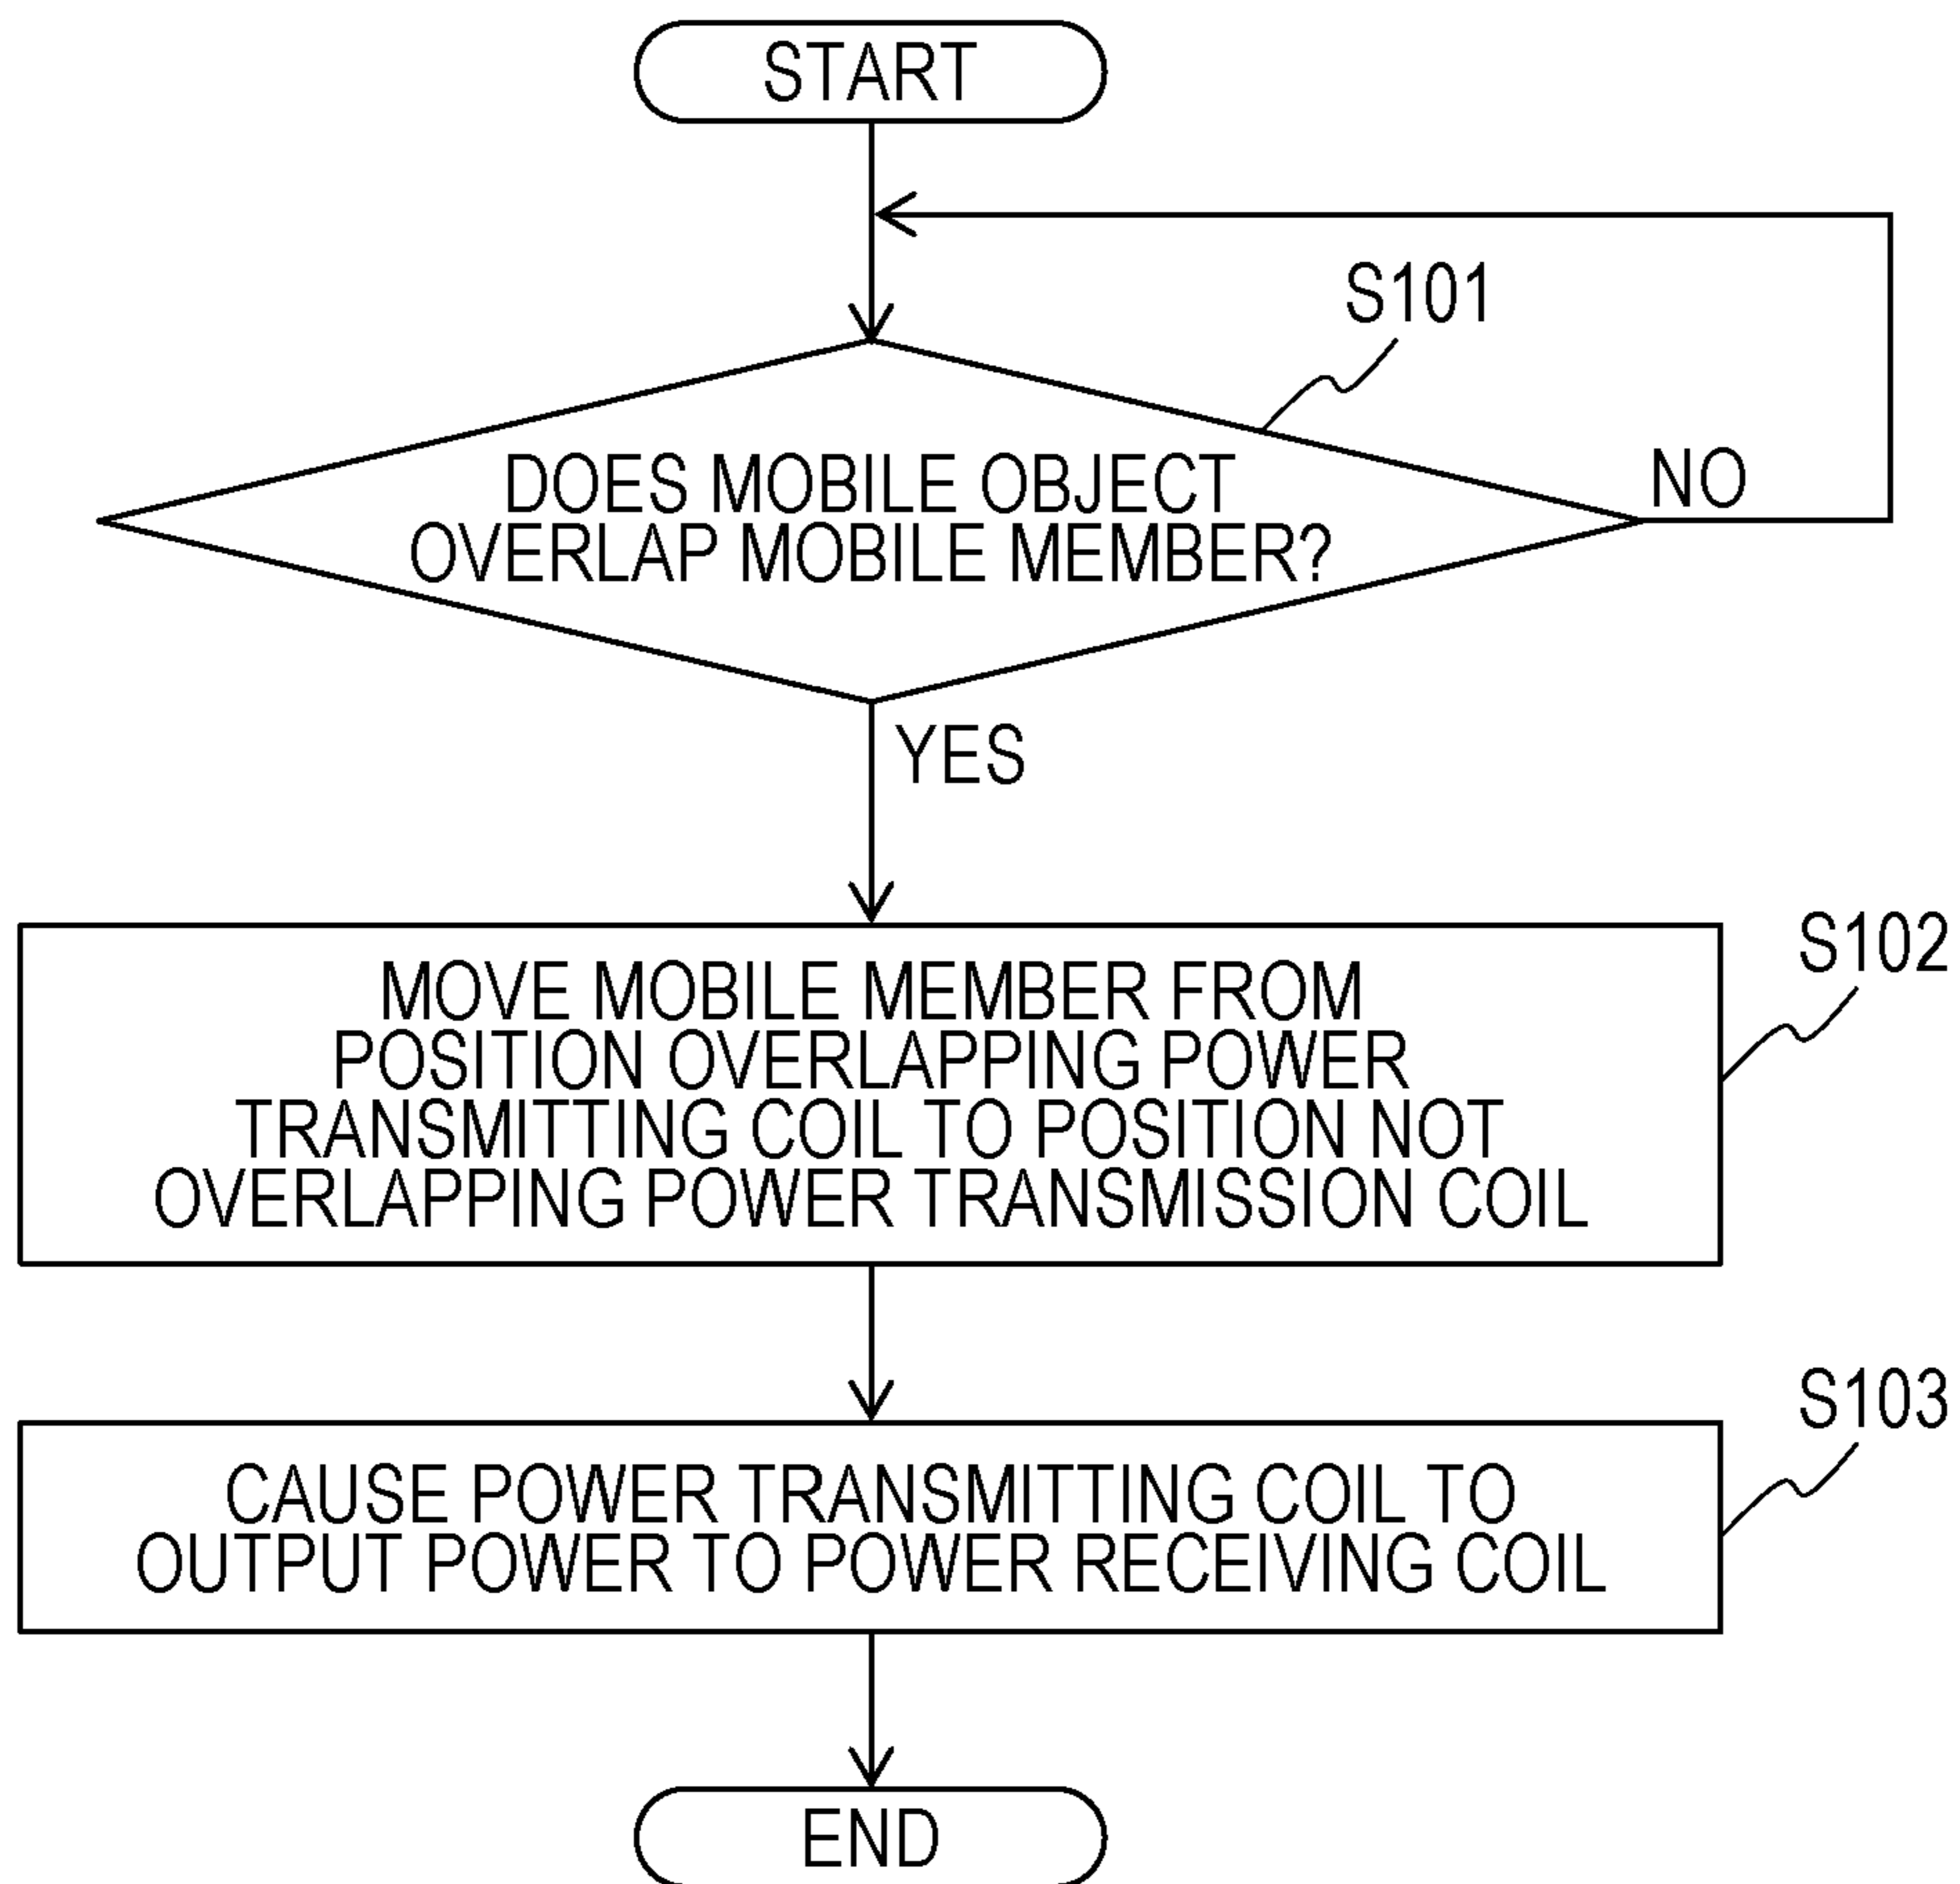 START
S101
DOES MOBILE OBJECT
OVERLAP MOBILE MEMBER?
NO
YES
S102
MOVE MOBILE MEMBER FROM
POSITION OVERLAPPING POWER
TRANSMITTING COIL TO POSITION NOT
OVERLAPPING POWER TRANSMISSION COIL
S103
CAUSE POWER TRANSMITTING COIL TO
OUTPUT POWER TO POWER RECEIVING COIL
END